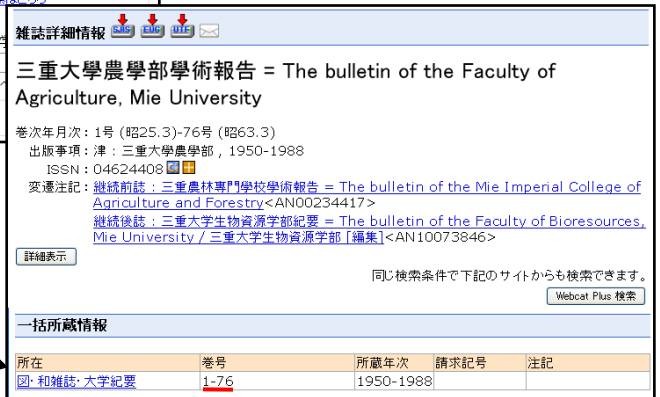 雑誌詳細情報 SJIS EUC UTF
三重大學農學部學術報告 = The bulletin of the Faculty of
Agriculture, Mie University
巻次年月次：1号 (昭25.3)-76号 (昭63.3)
出版事項：津：三重大學農學部 , 1950-1988
ISSN：04624408
変遷注記：継続前誌：三重農林専門學校學術報告 = The bulletin of the Mie Imperial College of
Agriculture and Forestry<AN00234417>
継続後誌：三重大学生物資源学部紀要 = The bulletin of the Faculty of Bioresources,
Mie University / 三重大学生物資源学部 [編集]<AN10073846>
詳細表示
同じ検索条件で下記のサイトからも検索できます。
Webcat Plus 検索
一括所蔵情報
所在 巻号 所蔵年次 請求記号 注記
図・和雑誌・大学紀要 1-76 1950-1988